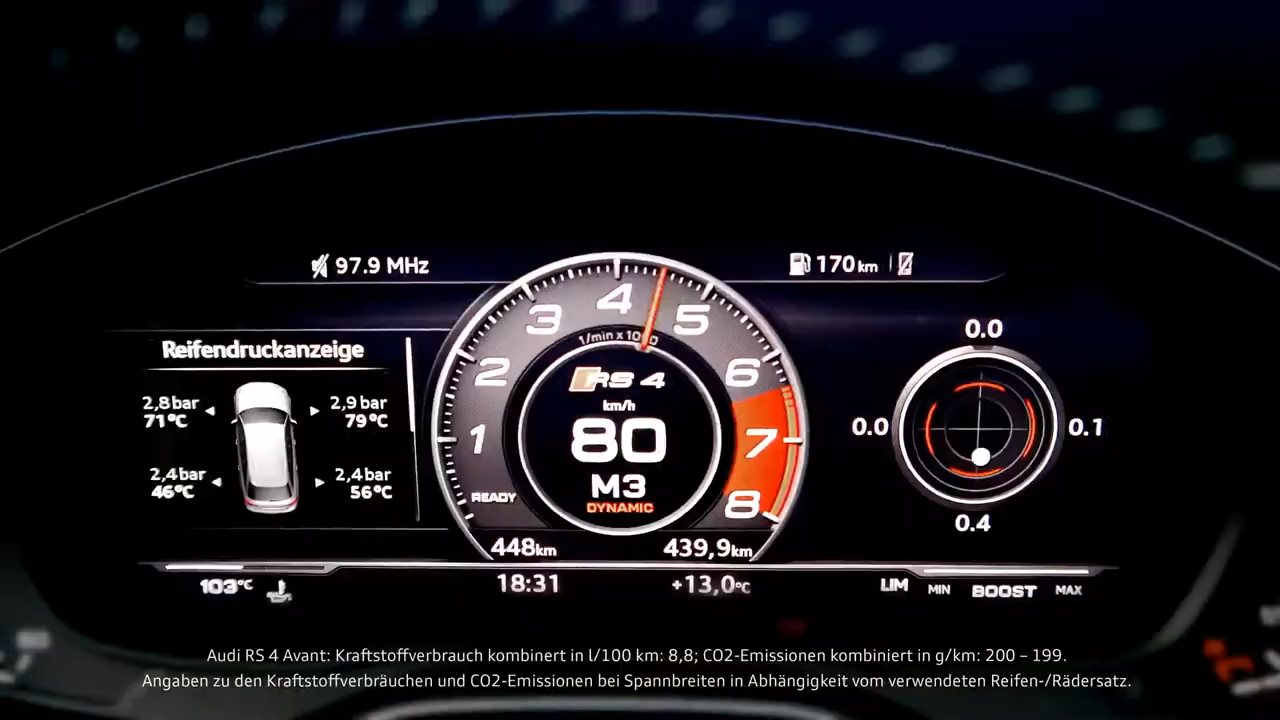 97.9 MHz
170 km
Reifendruckanzeige
2,8 bar
71 °C
2,9 bar
79 °C
2,4 bar
46 °C
2,4 bar
56 °C
1 2 3 4 5 6 7 8
1/min x 1000
RS 4
km/h
80
M3
DYNAMIC
READY
448 km
439,9 km
0.0
0.0
0.1
0.4
103 °C
18:31
+13,0 °C
LIM
MIN BOOST MAX
Audi RS 4 Avant: Kraftstoffverbrauch kombinert in l/100 km: 8,8; CO2-Emissionen kombiniert in g/km: 200 – 199.
Angaben zu den Kraftstoffverbräuchen und CO2-Emissionen bei Spannbreiten in Abhängigkeit vom verwendeten Reifen-/Rädersatz.